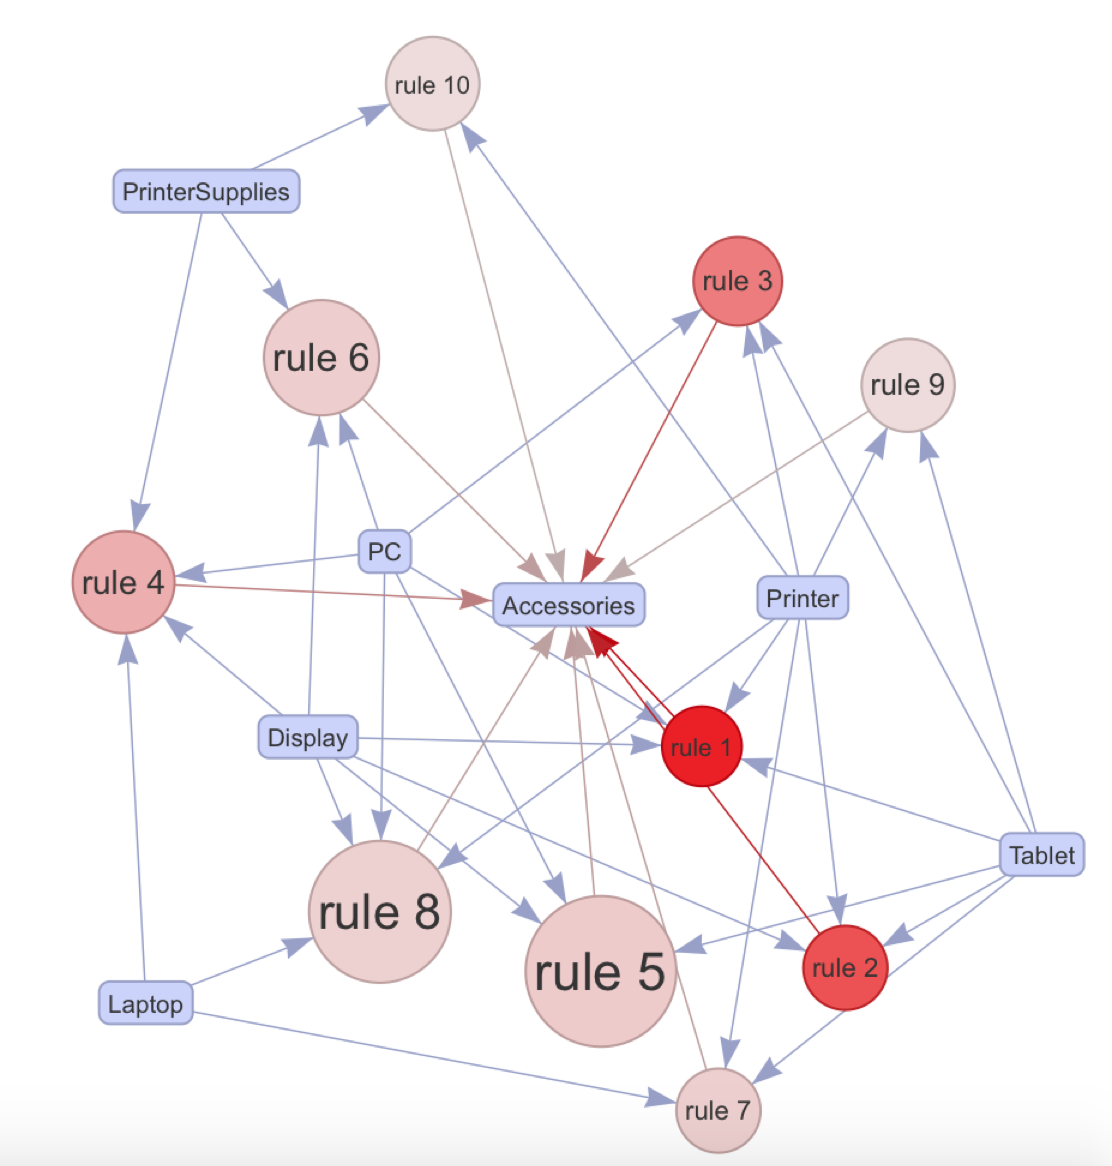 rule 10
PrinterSupplies
rule 3
rule 6
rule 9
PC
rule 4
Accessories
Printer
Display
rule 1
Tablet
rule 8
rule 5
rule 2
Laptop
rule 7